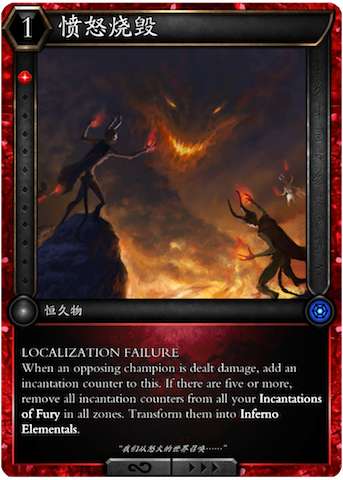 1
愤怒烧毁
恒久物
LOCALIZATION FAILURE
When an opposing champion is dealt damage, add an
incantation counter to this. If there are five or more,
remove all incantation counters from all your Incantations
of Fury in all zones. Transform them into Inferno
Elementals.
“我们从怒火的世界召唤……”